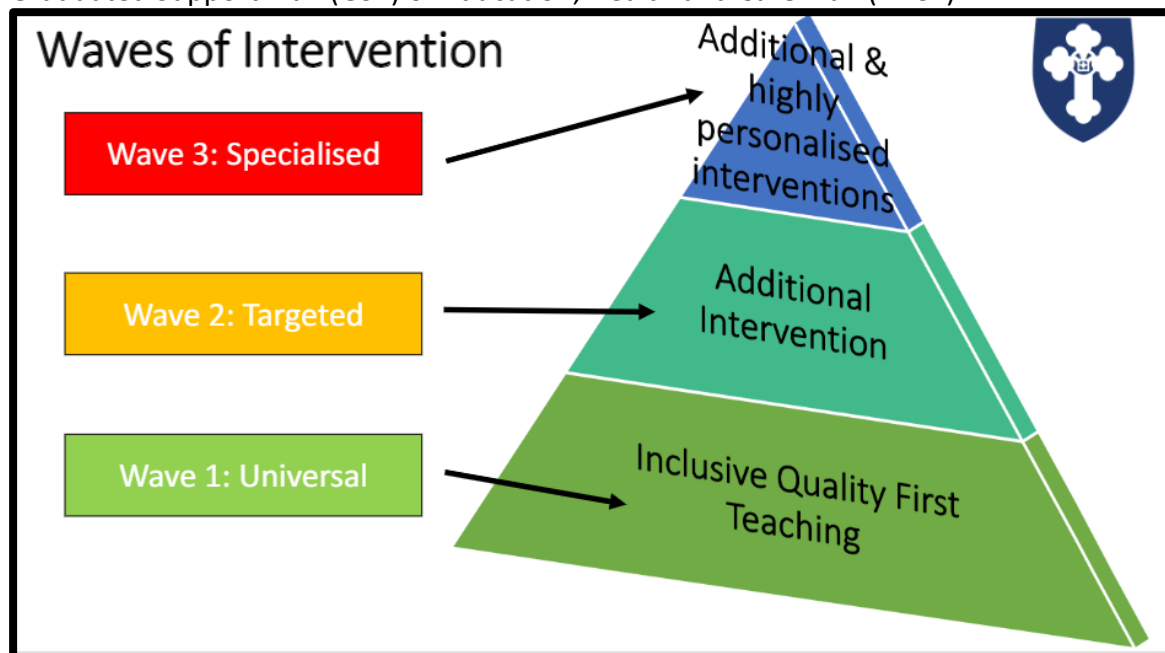 Waves of Intervention
Additional &
highly
personalised
interventions
Wave 3: Specialised
Wave 2: Targeted
Additional
Intervention
Wave 1: Universal
Inclusive Quality First
Teaching